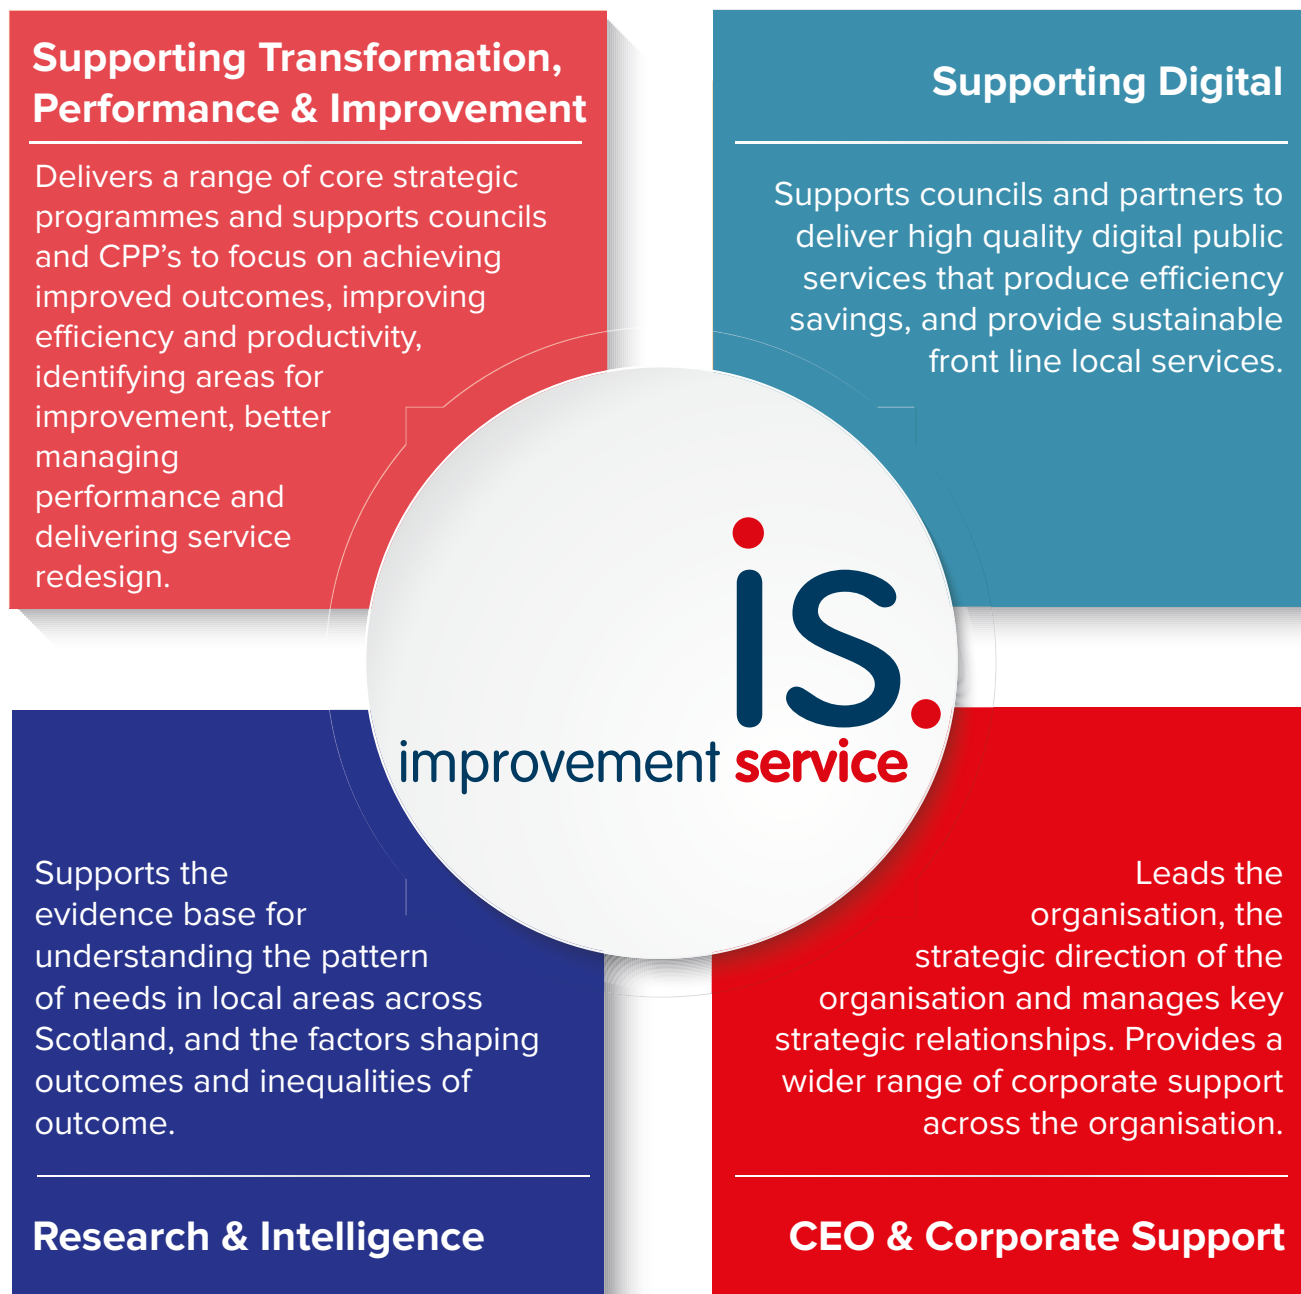 Supporting Transformation,
Performance & Improvement
Delivers a range of core strategic
programmes and supports councils
and CPP's to focus on achieving
improved outcomes, improving
efficiency and productivity,
identifying areas for
improvement, better
managing
performance and
delivering service
redesign.
Supporting Digital
Supports councils and partners to
deliver high quality digital public
services that produce efficiency
savings, and provide sustainable
front line local services.
is.
improvement service
Supports the
evidence base for
understanding the pattern
of needs in local areas across
Scotland, and the factors shaping
outcomes and inequalities of
outcome.
Research & Intelligence
Leads the
organisation, the
strategic direction of the
organisation and manages key
strategic relationships. Provides a
wider range of corporate support
across the organisation.
CEO & Corporate Support